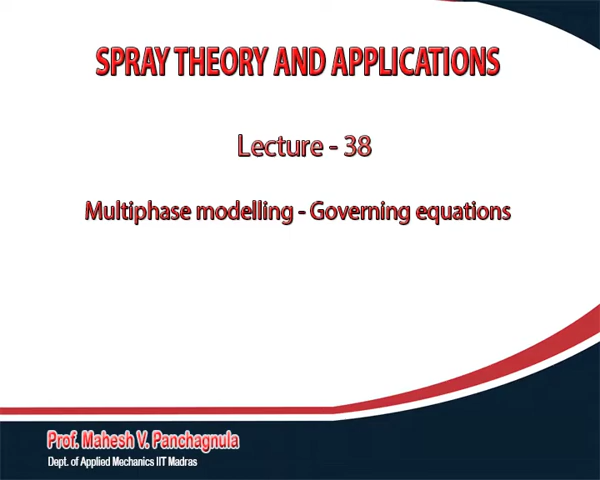 SPRAY THEORY AND APPLICATIONS
Lecture - 38
Multiphase modelling - Governing equations
Prof. Mahesh V. Panchagnula
Dept. of Applied Mechanics IIT Madras